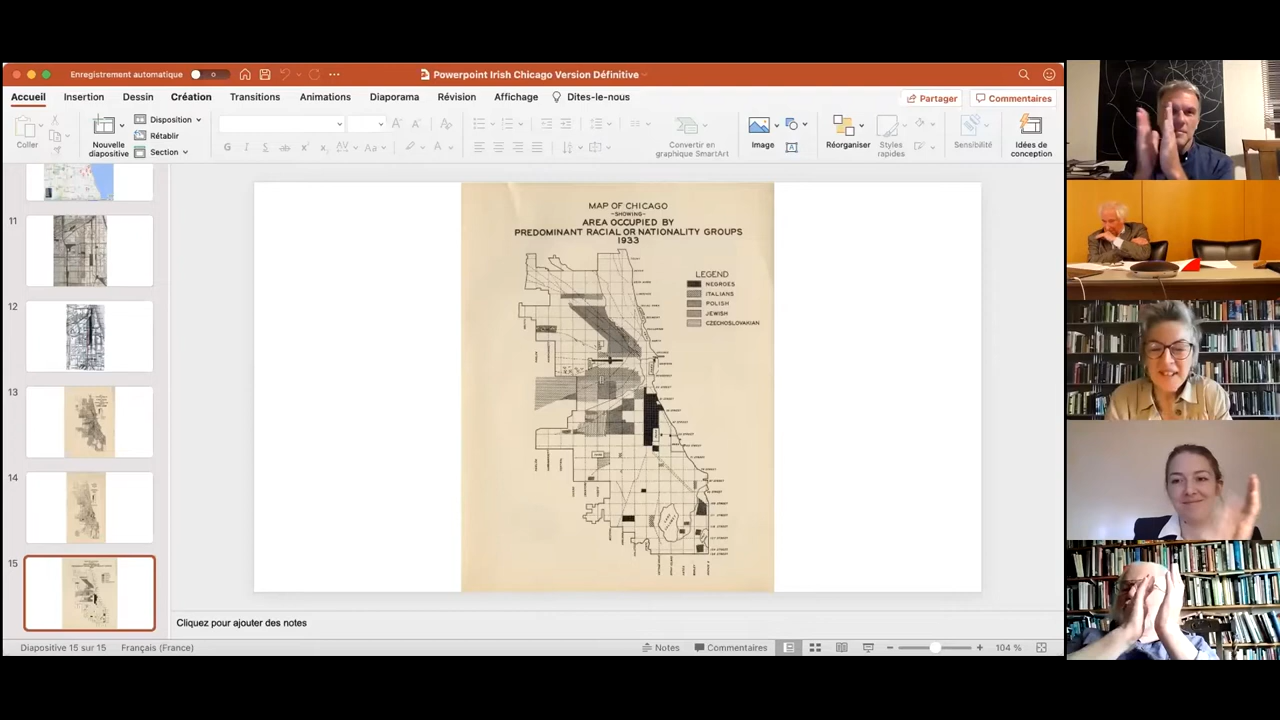 Enregistrement automatique
Powerpoint Irish Chicago Version Définitive
Accueil
Insertion
Dessin
Création
Transitions
Animations
Diaporama
Révision
Affichage
Dites-le-nous
Partager
Commentaires
Coller
Nouvelle
diapositive
Disposition
Rétablir
Section
Convertir en
graphique SmartArt
Image
Réorganiser
Styles
rapides
Sensibilité
Idées de
conception
11
12
13
14
15
MAP OF CHICAGO
-SHOWING-
AREA OCCUPIED BY
PREDOMINANT RACIAL OR NATIONALITY GROUPS
1933
LEGEND
NEGROES
ITALIANS
POLISH
JEWISH
CZECHOSLOVAKIAN
Cliquez pour ajouter des notes
Diapositive 15 sur 15
Français (France)
Notes
Commentaires
104 %